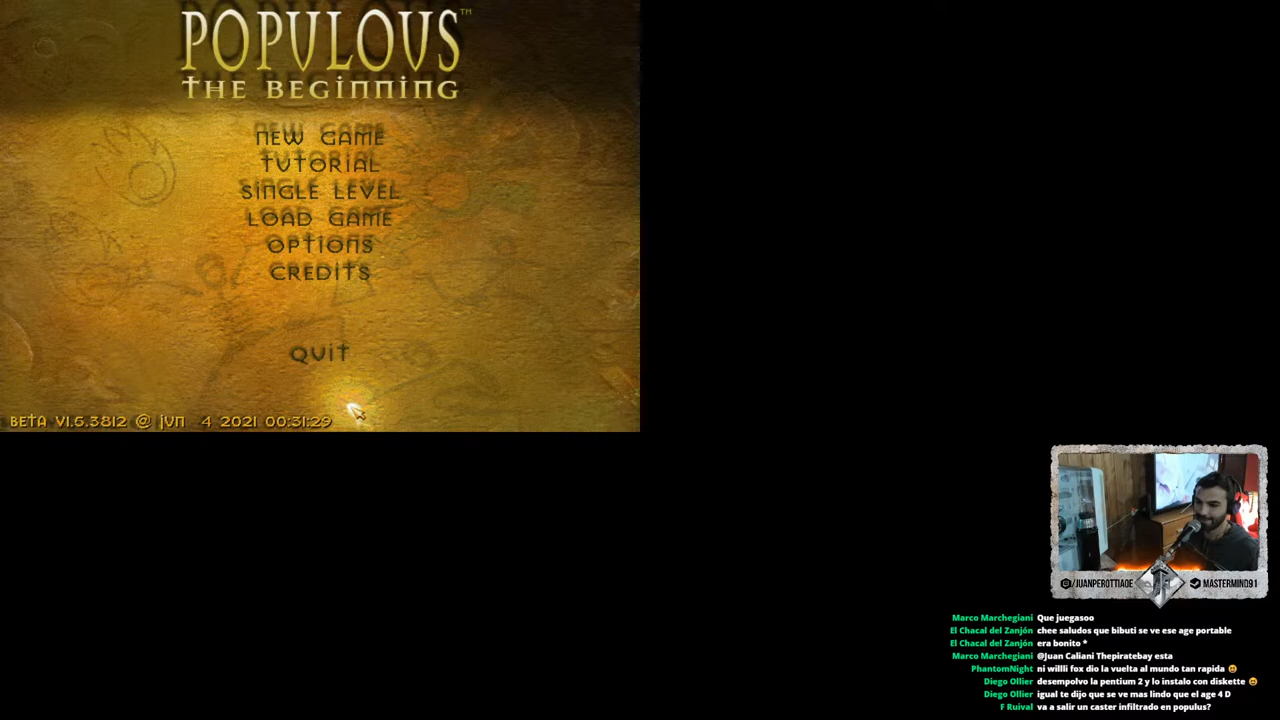 POPULOUS™
THE BEGINNING
NEW GAME
TUTORIAL
SINGLE LEVEL
LOAD GAME
OPTIONS
CREDITS
QUIT
BETA V1.5.3812 @ JUN 4 2021 00:31:29
/JUANPEROTTIAOE
MASTERMIND91
Marco Marchegiani Que juegasoo
El Chacal del Zanjón chee saludos que bibuti se ve ese age portable
El Chacal del Zanjón era bonito *
Marco Marchegiani @Juan Caliani Thepiratebay esta
PhantomNight ni willli fox dio la vuelta al mundo tan rapida 😆
Diego Ollier desempolvo la pentium 2 y lo instalo con diskette 😆
Diego Ollier igual te dijo que se ve mas lindo que el age 4 D
F Ruival va a salir un caster infiltrado en populus?